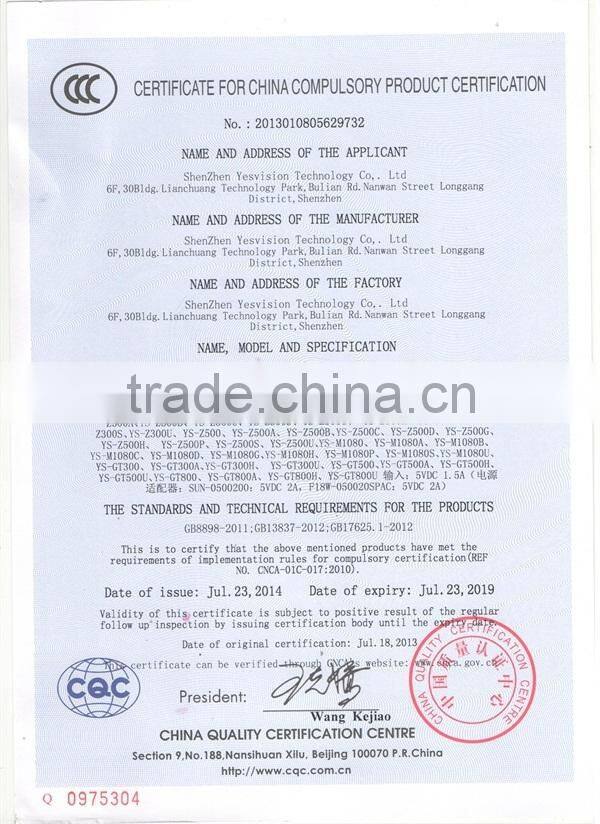 CCC
CERTIFICATE FOR CHINA COMPULSORY PRODUCT CERTIFICATION
No. : 2013010805629732
NAME AND ADDRESS OF THE APPLICANT
ShenZhen Yesvision Technology Co,. Ltd
6F,30Bldg. Lianchuang Technology Park,Bulian Rd. Nanwan Street Longgang
District,Shenzhen
NAME AND ADDRESS OF THE MANUFACTURER
ShenZhen Yesvision Technology Co,. Ltd
6F,30Bldg. Lianchuang Technology Park,Bulian Rd. Nanwan Street Longgang
District,Shenzhen
NAME AND ADDRESS OF THE FACTORY
ShenZhen Yesvision Technology Co,. Ltd
6F,30Bldg. Lianchuang Technology Park,Bulian Rd. Nanwan Street Longgang
District,Shenzhen
NAME, MODEL AND SPECIFICATION
trade.china.cn
Z300S、YS-Z300U、YS-Z500、YS-Z500A、YS-Z500B、YS-Z500C、YS-Z500D、YS-Z500G、
YS-Z500H、YS-Z500P、YS-Z500S、YS-Z500U、YS-M1080、YS-M1080A、YS-M1080B、
YS-M1080C、YS-M1080D、YS-M1080G、YS-M1080H、YS-M1080P、YS-M1080S、YS-M1080U、
YS-GT300、YS-GT300A、YS-GT300H、YS-GT300U、YS-GT500、YS-GT500A、YS-GT500H、
YS-GT500U、YS-GT800、YS-GT800A、YS-GT800H、YS-GT800U 输入: 5VDC 1.5A (电源
适配器: SUN-0500200: 5VDC 2A, F18W-050020SPAC: 5VDC 2A)
THE STANDARDS AND TECHNICAL REQUIREMENTS FOR THE PRODUCTS
GB8898-2011;GB13837-2012;GB17625.1-2012
This is to certify that the above mentioned products have met the
requirements of implementation rules for compulsory certification(REF
NO. CNCA-01C-017:2010).
Date of issue: Jul.23,2014 Date of expiry: Jul.23,2019
Validity of this certificate is subject to positive result of the regular
follow up inspection by issuing certification body until the expiry date.
Date of original certification: Jul.18,2013
This certificate can be verified through CNCA's website: www.cnca.gov.cn
CHINA QUALITY CERTIFICATION CENTRE
中国质量认证中心
CQC
President:
Wang Kejiao
CHINA QUALITY CERTIFICATION CENTRE
Section 9,No.188,Nansihuan Xilu, Beijing 100070 P.R.China
http://www.cqc.com.cn
Q 0975304